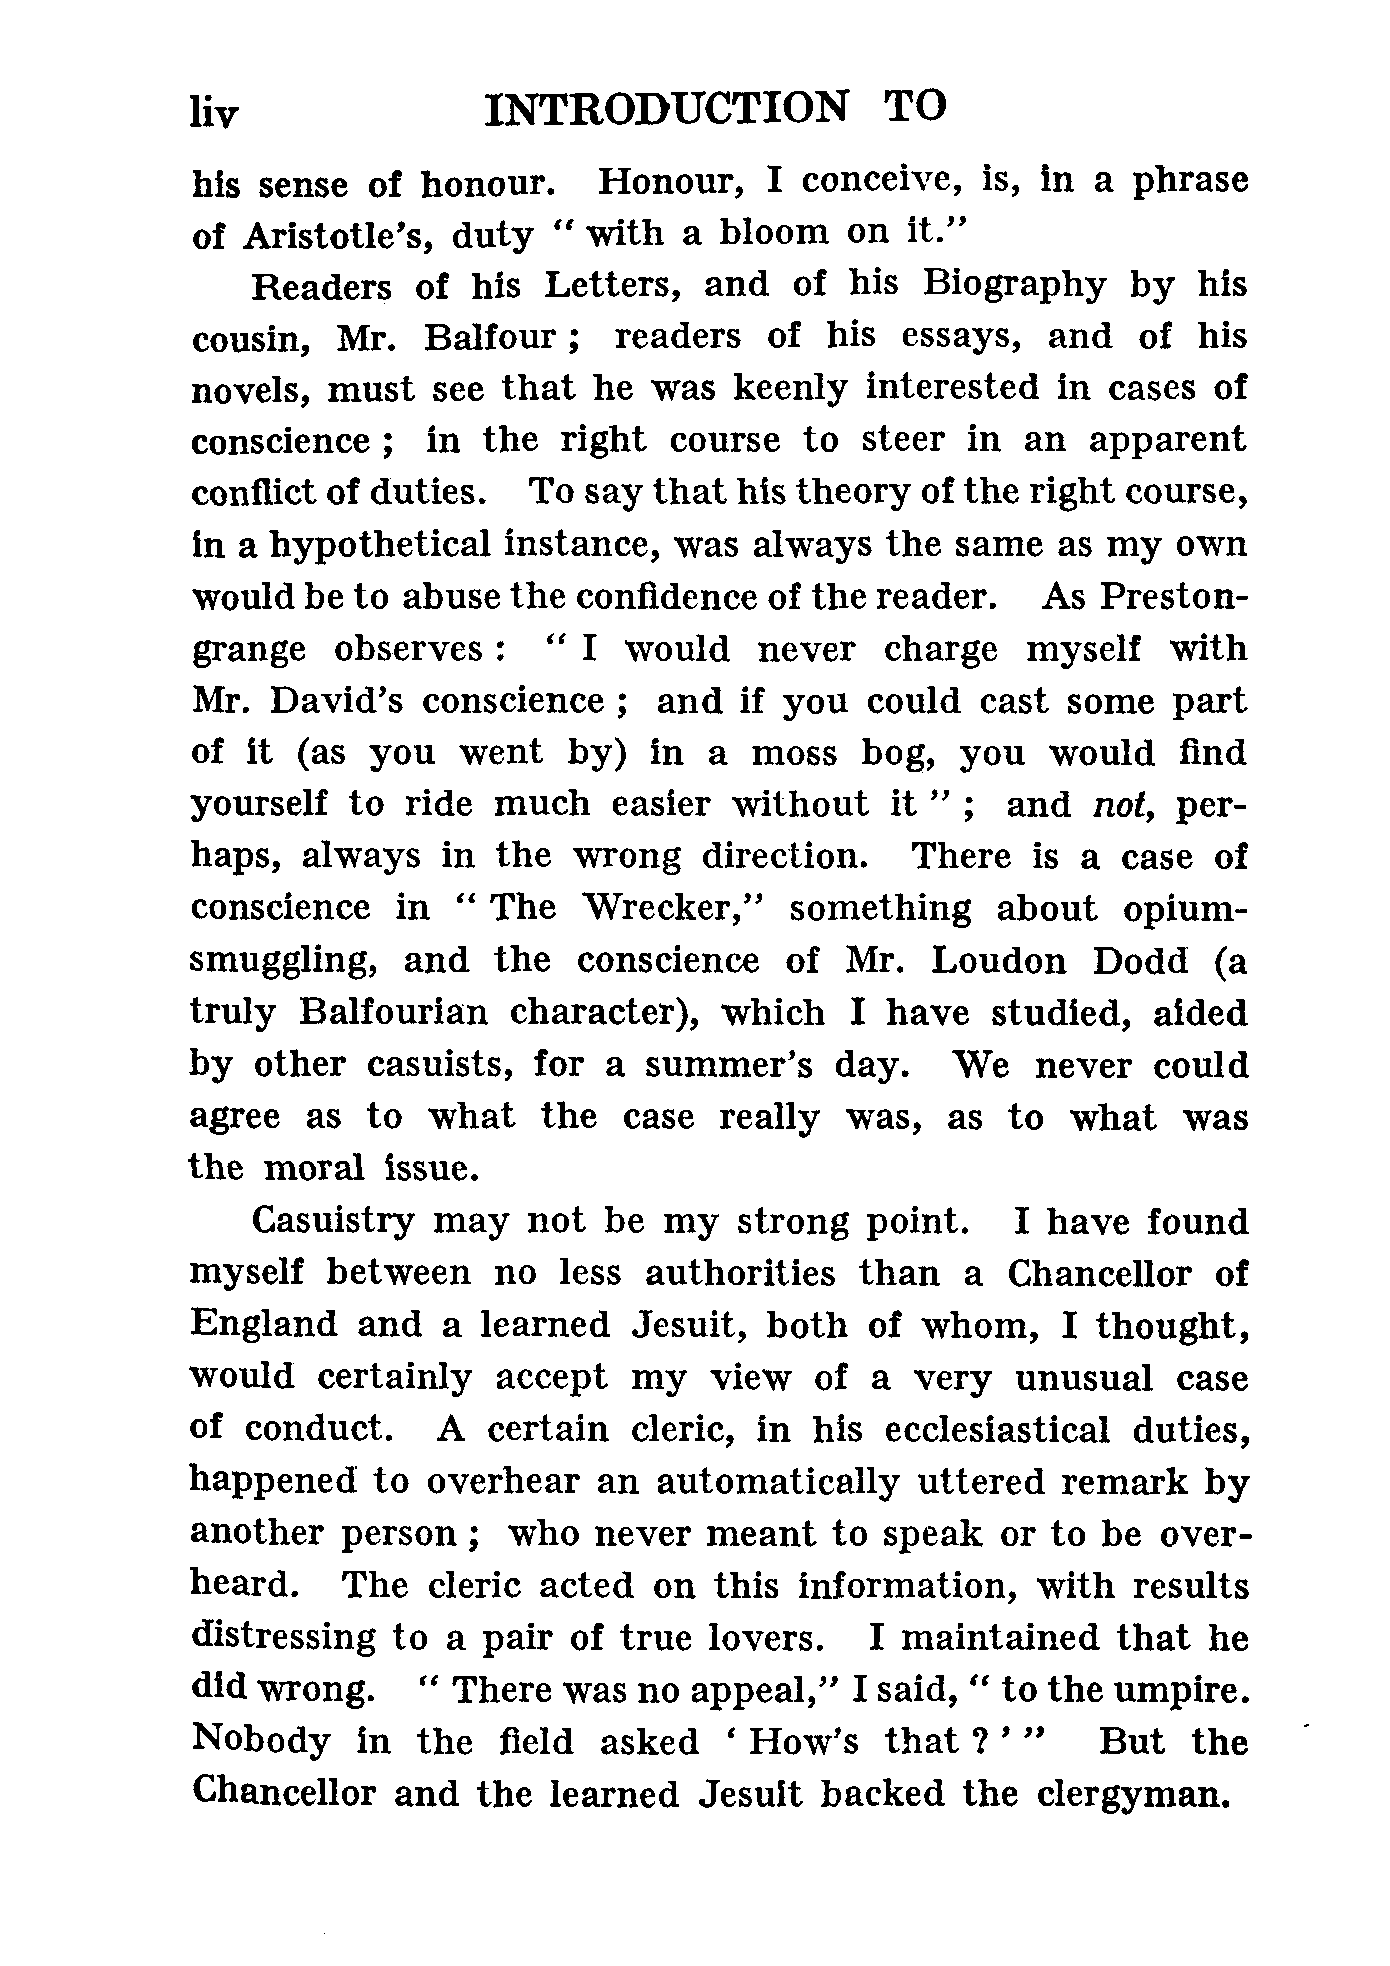 liv INTRODUCTION TO
his sense of honour. Honour, I conceive, is, in a phrase
of Aristotle's, duty " with a bloom on it."
Readers of his Letters, and of his Biography by his
cousin, Mr. Balfour ; readers of his essays, and of his
novels, must see that he was keenly interested in cases of
conscience ; in the right course to steer in an apparent
conflict of duties. To say that his theory of the right course,
in a hypothetical instance, was always the same as my own
would be to abuse the confidence of the reader. As Preston-
grange observes : " I would never charge myself with
Mr. David's conscience ; and if you could cast some part
of it (as you went by) in a moss bog, you would find
yourself to ride much easier without it " ; and not, per-
haps, always in the wrong direction. There is a case of
conscience in " The Wrecker," something about opium-
smuggling, and the conscience of Mr. Loudon Dodd (a
truly Balfourian character), which I have studied, aided
by other casuists, for a summer's day. We never could
agree as to what the case really was, as to what was
the moral issue.
Casuistry may not be my strong point. I have found
myself between no less authorities than a Chancellor of
England and a learned Jesuit, both of whom, I thought,
would certainly accept my view of a very unusual case
of conduct. A certain cleric, in his ecclesiastical duties,
happened to overhear an automatically uttered remark by
another person ; who never meant to speak or to be over-
heard. The cleric acted on this information, with results
distressing to a pair of true lovers. I maintained that he
did wrong. " There was no appeal," I said, " to the umpire.
Nobody in the field asked ' How's that ? ' " But the
Chancellor and the learned Jesuit backed the clergyman.